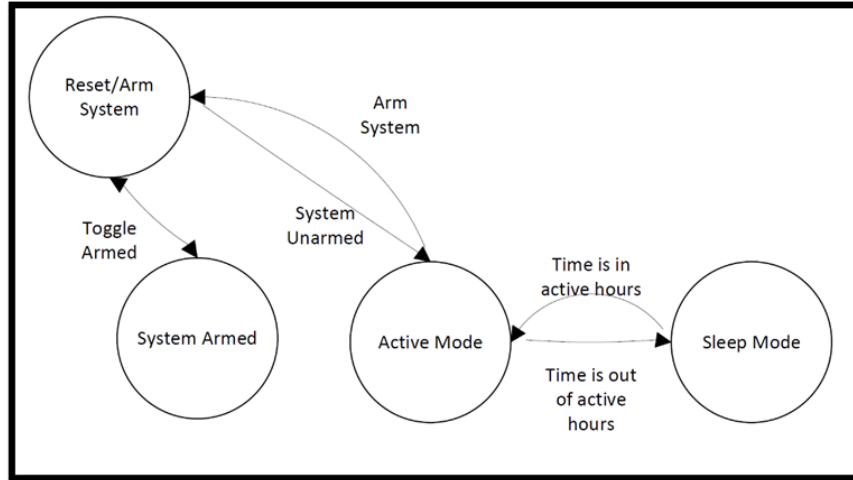 Reset/Arm
System
Arm
System
Toggle
Armed
System
Unarmed
System Armed
Active Mode
Time is in
active hours
Time is out
of active
hours
Sleep Mode